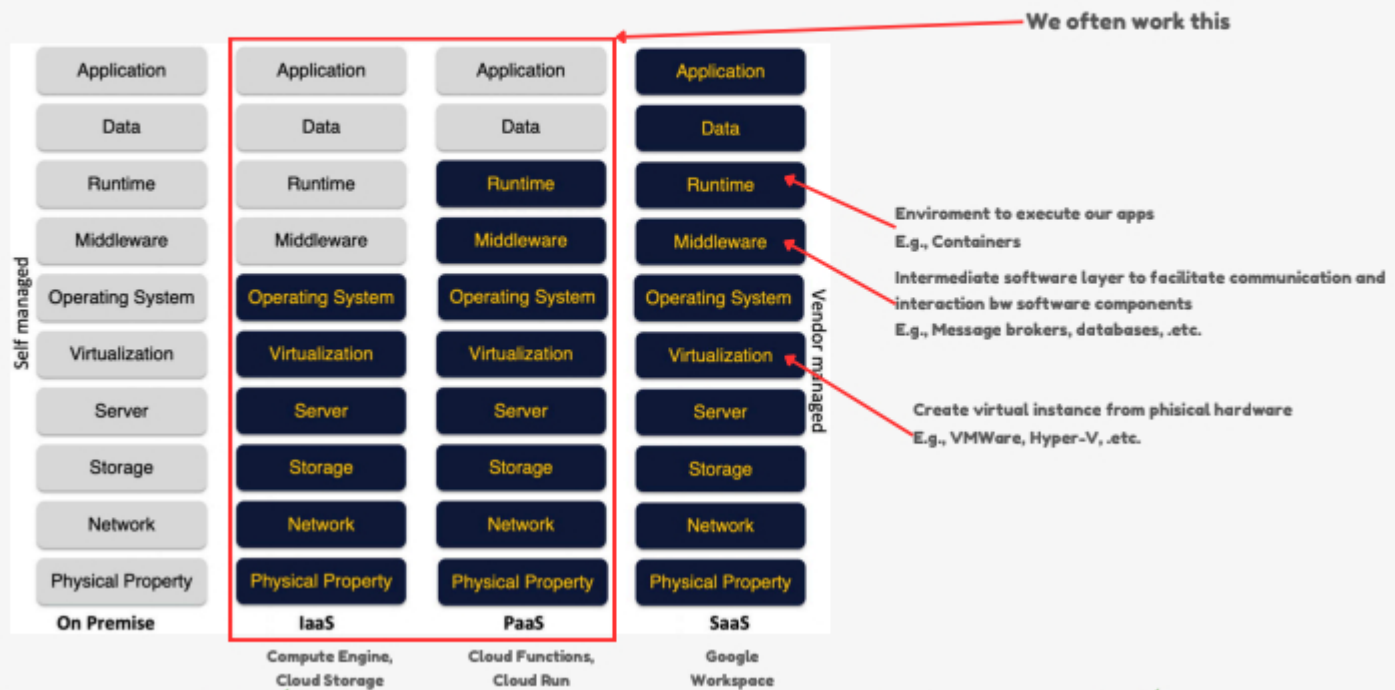 We often work this
Application
Data
Runtime
Middleware
Operating System
Virtualization
Server
Storage
Network
Physical Property
On Premise
Self managed
Application
Data
Runtime
Middleware
Operating System
Virtualization
Server
Storage
Network
Physical Property
IaaS
Compute Engine,
Cloud Storage
Application
Data
Runtime
Middleware
Operating System
Virtualization
Server
Storage
Network
Physical Property
PaaS
Cloud Functions,
Cloud Run
Application
Data
Runtime
Middleware
Operating System
Virtualization
Server
Storage
Network
Physical Property
SaaS
Google
Workspace
Vendor managed
Enviroment to execute our apps
E.g., Containers
Intermediate software layer to facilitate communication and
interaction bw software components
E.g., Message brokers, databases, .etc.
Create virtual instance from phisical hardware
E.g., VMWare, Hyper-V, .etc.